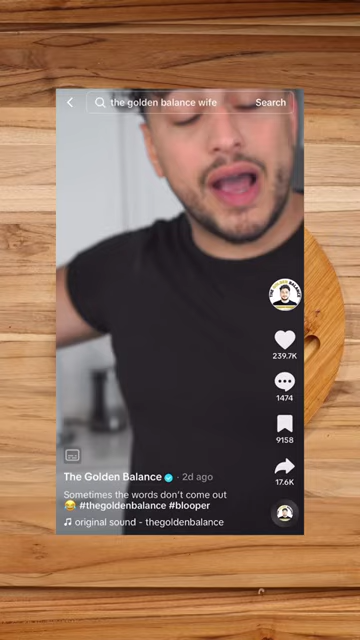 the golden balance wife Search
239.7K
1474
9158
17.6K
The Golden Balance · 2d ago
Sometimes the words don't come out
😂 #thegoldenbalance #blooper
original sound - thegoldenbalance